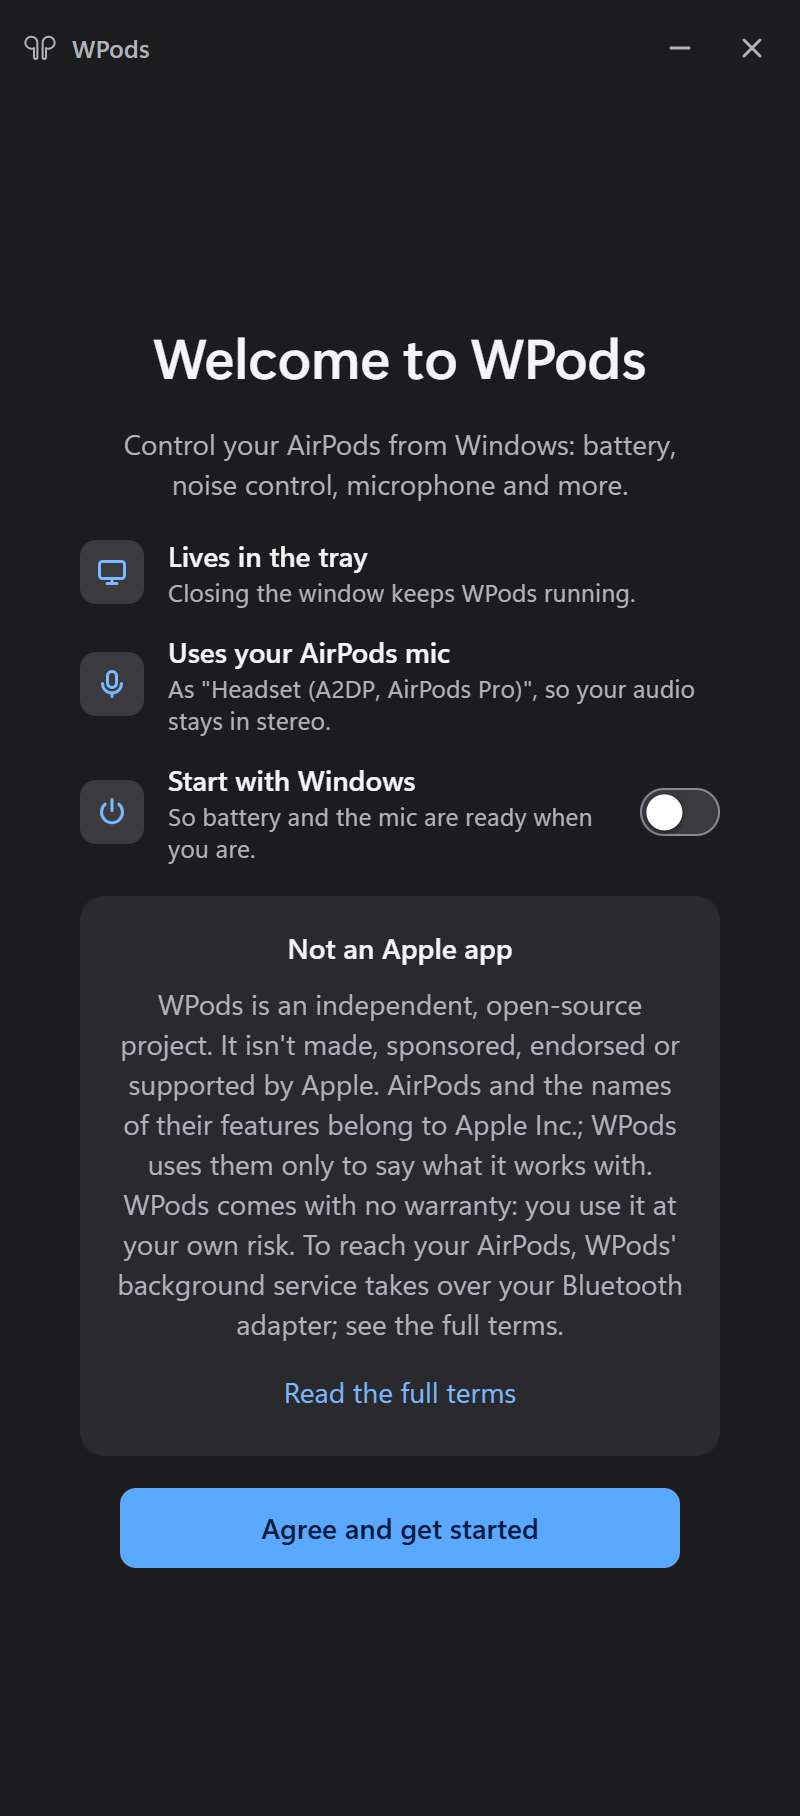 WPods
Welcome to WPods
Control your AirPods from Windows: battery,
noise control, microphone and more.
Lives in the tray
Closing the window keeps WPods running.
Uses your AirPods mic
As "Headset (A2DP, AirPods Pro)", so your audio
stays in stereo.
Start with Windows
So battery and the mic are ready when
you are.
Not an Apple app
WPods is an independent, open-source
project. It isn't made, sponsored, endorsed or
supported by Apple. AirPods and the names
of their features belong to Apple Inc.; WPods
uses them only to say what it works with.
WPods comes with no warranty: you use it at
your own risk. To reach your AirPods, WPods'
background service takes over your Bluetooth
adapter; see the full terms.
Read the full terms
Agree and get started